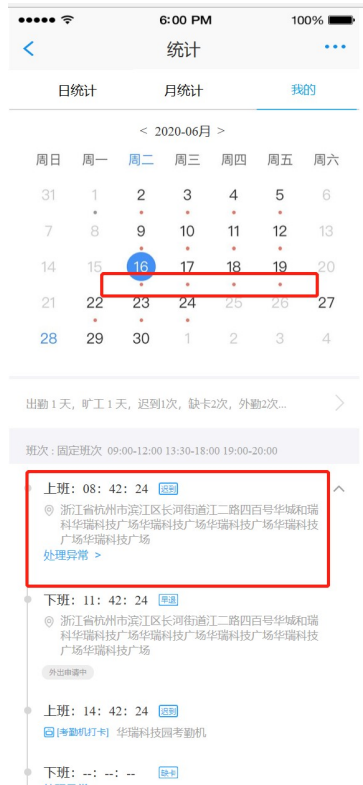 6:00 PM 100%
< 统计 •••
日统计 月统计 我的
< 2020-06月 >
周日 周一 周二 周三 周四 周五 周六
31 1 2 3 4 5 6
7 8 9 10 11 12 13
14 15 16 17 18 19 20
21 22 23 24 25 26 27
28 29 30 1 2 3 4
出勤 1 天，旷工 1 天，迟到1次，缺卡2次，外勤2次... >
班次 : 固定班次 09:00-12:00 13:30-18:00 19:00-20:00
上班：08：42：24 迟到
浙江省杭州市滨江区长河街道江二路四百号华城和瑞
科华瑞科技广场华瑞科技广场华瑞科技广场华瑞科技
广场华瑞科技广场
处理异常 >
下班：11：42：24 早退
浙江省杭州市滨江区长河街道江二路四百号华城和瑞
科华瑞科技广场华瑞科技广场华瑞科技广场华瑞科技
广场华瑞科技广场
外出申请中
上班：14：42：24 迟到
[考勤机打卡] 华瑞科技园考勤机
下班：--：--：-- 缺卡